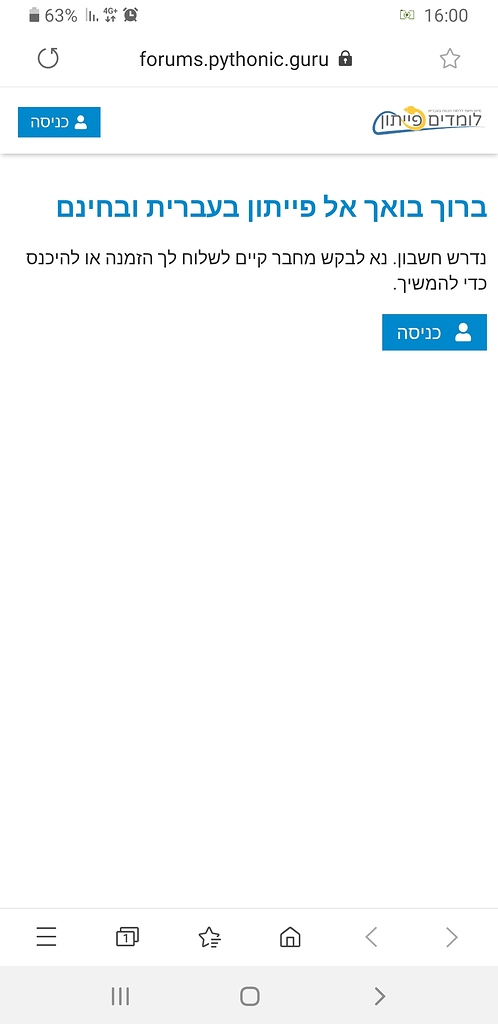 63% 4G+ 16:00
forums.pythonic.guru
כניסה
לומדים פייתון
ברוך בואך אל פייתון בעברית ובחינם
נדרש חשבון. נא לבקש מחבר קיים לשלוח לך הזמנה או להיכנס
כדי להמשיך.
כניסה
1